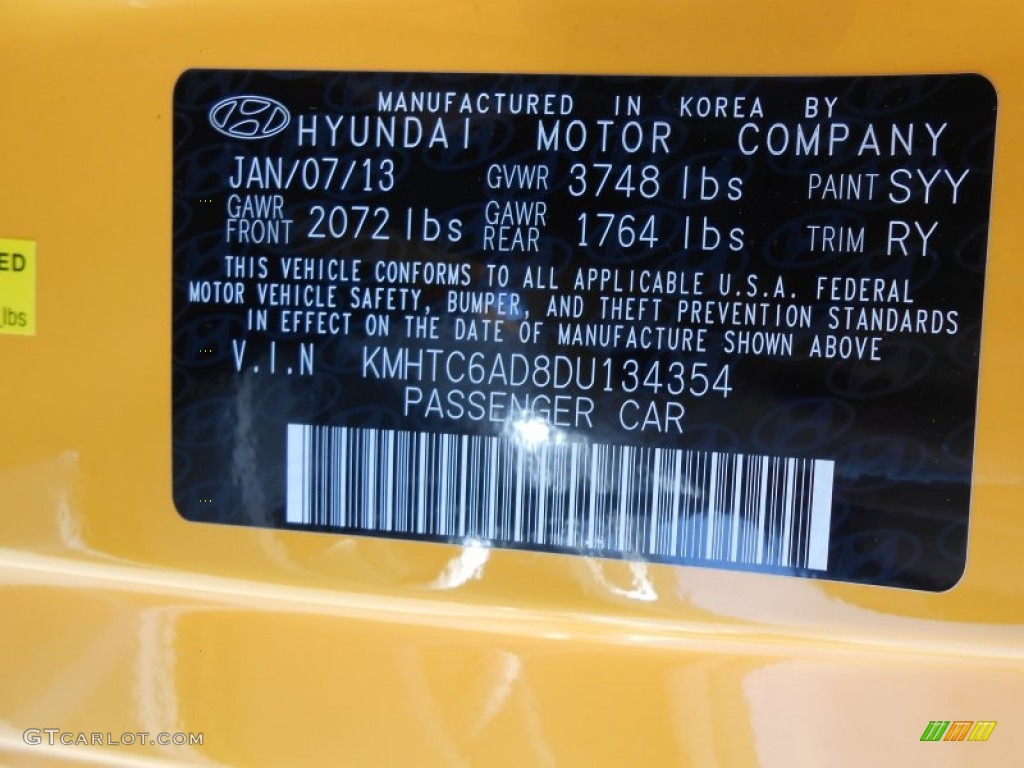 MANUFACTURED IN KOREA BY
HYUNDAI MOTOR COMPANY
JAN/07/13 GVWR 3748 lbs PAINT SYY
GAWR FRONT 2072 lbs GAWR REAR 1764 lbs TRIM RY
THIS VEHICLE CONFORMS TO ALL APPLICABLE U.S.A. FEDERAL
MOTOR VEHICLE SAFETY, BUMPER, AND THEFT PREVENTION STANDARDS
IN EFFECT ON THE DATE OF MANUFACTURE SHOWN ABOVE
V.I.N KMHTC6AD8DU134354
PASSENGER CAR
ED
lbs
GTCARLOT.COM